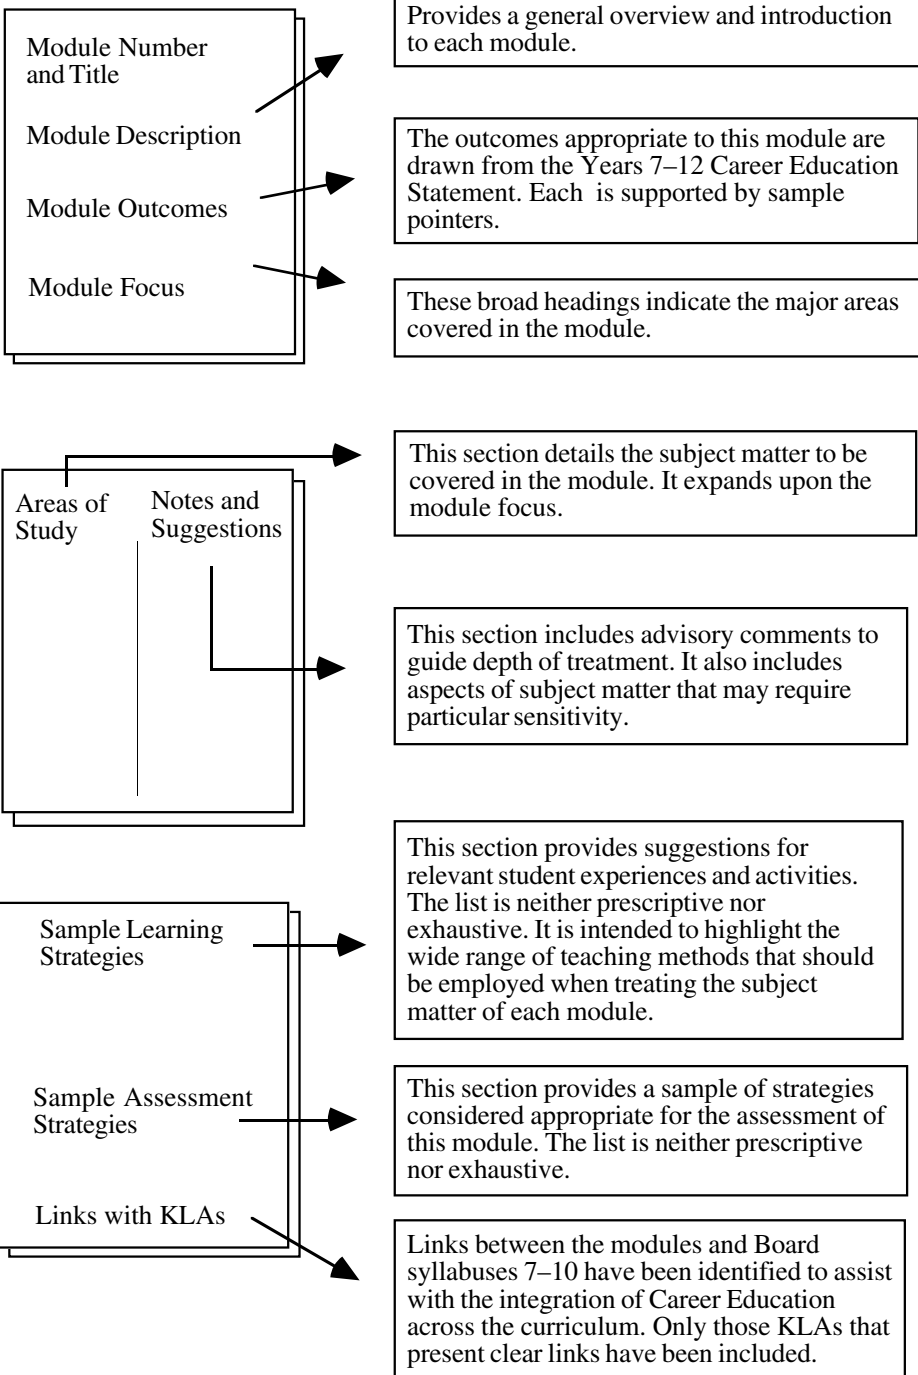 Module Number
and Title
Module Description
Module Outcomes
Module Focus
Provides a general overview and introduction
to each module.
The outcomes appropriate to this module are
drawn from the Years 7–12 Career Education
Statement. Each  is supported by sample
pointers.
These broad headings indicate the major areas
covered in the module.
Areas of
Study
Notes and
Suggestions
This section details the subject matter to be
covered in the module. It expands upon the
module focus.
This section includes advisory comments to
guide depth of treatment. It also includes
aspects of subject matter that may require
particular sensitivity.
Sample Learning
Strategies
Sample Assessment
Strategies
Links with KLAs
This section provides suggestions for
relevant student experiences and activities.
The list is neither prescriptive nor
exhaustive. It is intended to highlight the
wide range of teaching methods that should
be employed when treating the subject
matter of each module.
This section provides a sample of strategies
considered appropriate for the assessment of
this module. The list is neither prescriptive
nor exhaustive.
Links between the modules and Board
syllabuses 7–10 have been identified to assist
with the integration of Career Education
across the curriculum. Only those KLAs that
present clear links have been included.